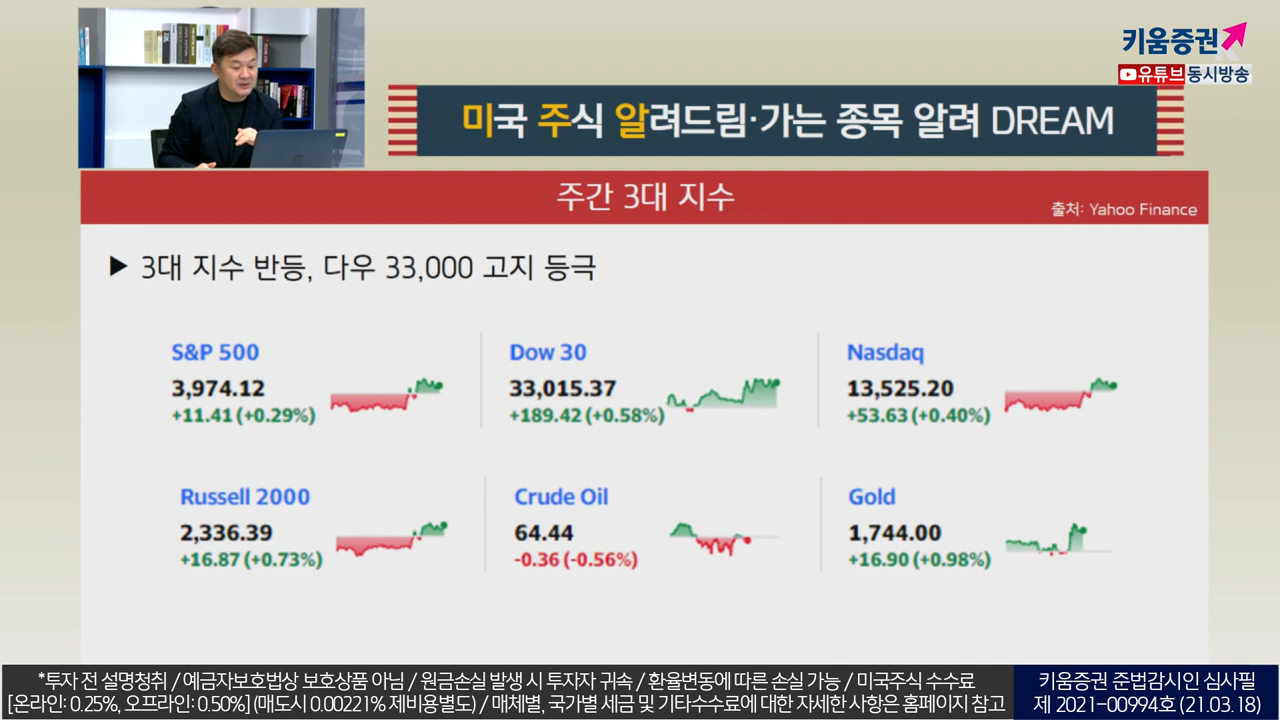 키움증권
유튜브동시방송
미국 주식 알려드림·가는 종목 알려 DREAM
주간 3대 지수
출처: Yahoo Finance
▶ 3대 지수 반등, 다우 33,000 고지 등극
S&P 500
3,974.12
+11.41 (+0.29%)
Dow 30
33,015.37
+189.42 (+0.58%)
Nasdaq
13,525.20
+53.63 (+0.40%)
Russell 2000
2,336.39
+16.87 (+0.73%)
Crude Oil
64.44
-0.36 (-0.56%)
Gold
1,744.00
+16.90 (+0.98%)
*투자 전 설명청취 / 예금자보호법상 보호상품 아님 / 원금손실 발생 시 투자자 귀속 / 환율변동에 따른 손실 가능 / 미국주식 수수료
[온라인: 0.25%, 오프라인: 0.50%] (매도시 0.00221% 제비용별도) / 매체별, 국가별 세금 및 기타수수료에 대한 자세한 사항은 홈페이지 참고
키움증권 준법감시인 심사필
제 2021-00994호 (21.03.18)